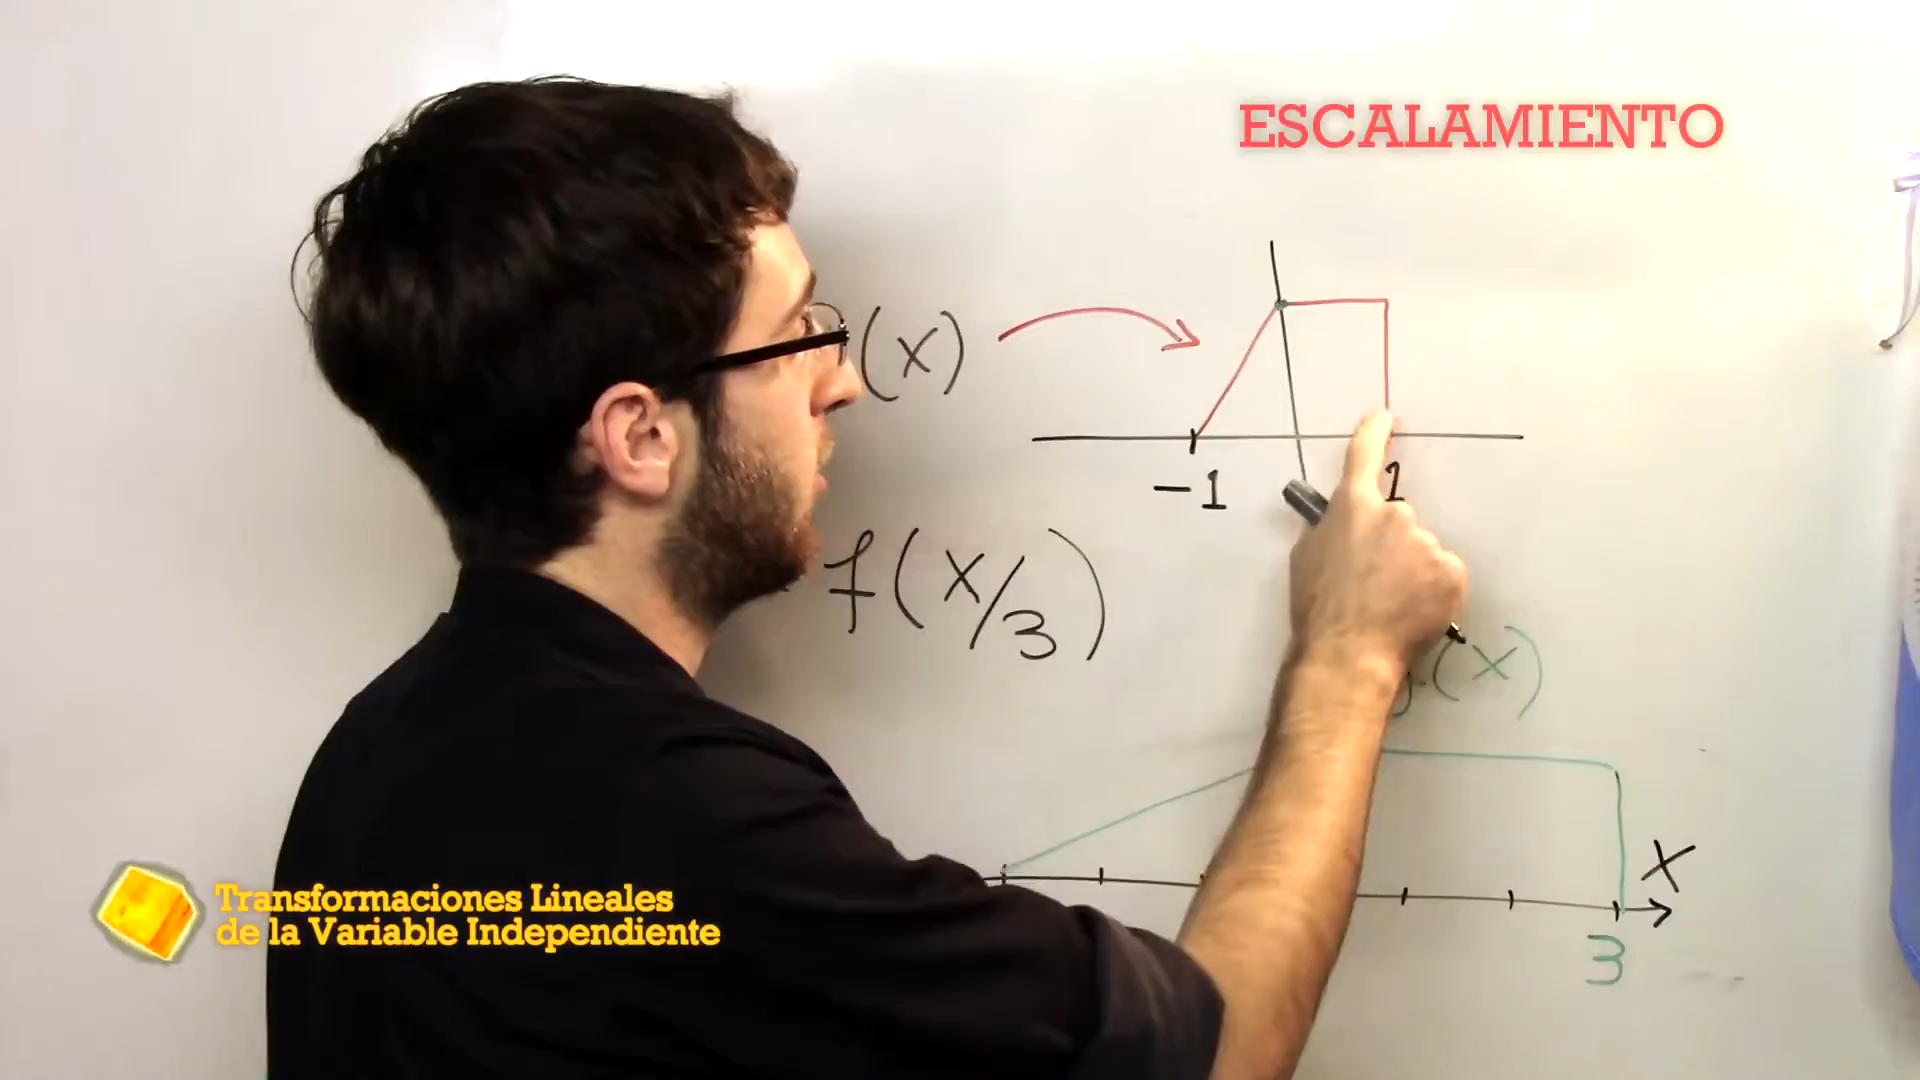 ESCALAMIENTO
(x)
-1
1
f(x/3)
(x)
x
3
Transformaciones Lineales
de la Variable Independiente